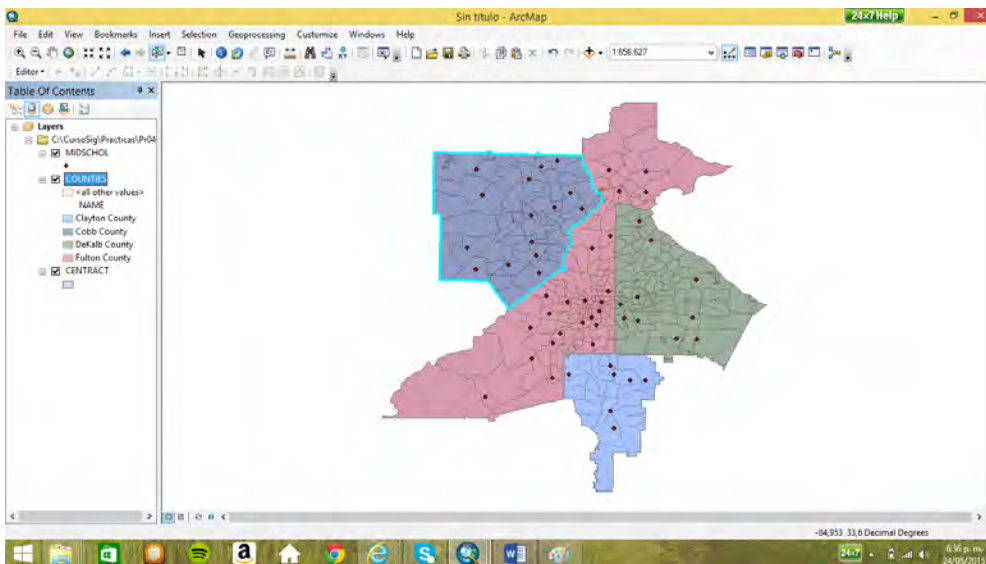 Sin título - ArcMap
24x7 Help
File Edit View Bookmarks Insert Selection Geoprocessing Customize Windows Help
1:656.627
Editor
Table Of Contents
Layers
C:\CursoSig\Practicas\Pr04
MIDSCHOL
COUNTIES
<all other values>
NAME
Clayton County
Cobb County
DeKalb County
Fulton County
CENTRACT
-84,953 33,6 Decimal Degrees
24x7
6:36 p. m.
24/05/2015